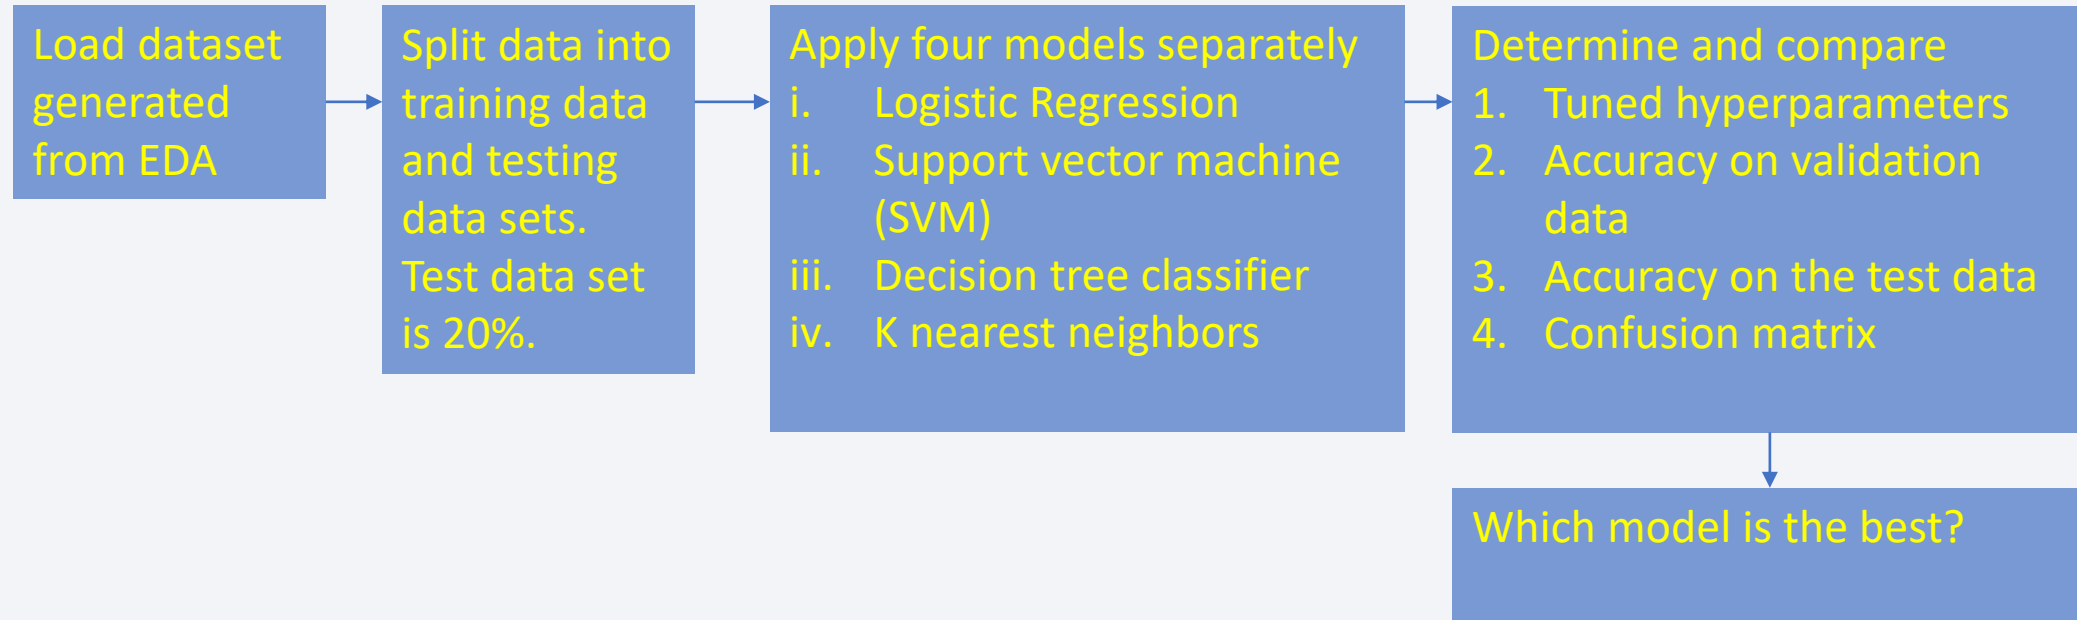 Load dataset
generated
from EDA
Split data into
training data
and testing
data sets.
Test data set
is 20%.
Apply four models separately
i. Logistic Regression
ii. Support vector machine
(SVM)
iii. Decision tree classifier
iv. K nearest neighbors
Determine and compare
1. Tuned hyperparameters
2. Accuracy on validation
data
3. Accuracy on the test data
4. Confusion matrix
Which model is the best?